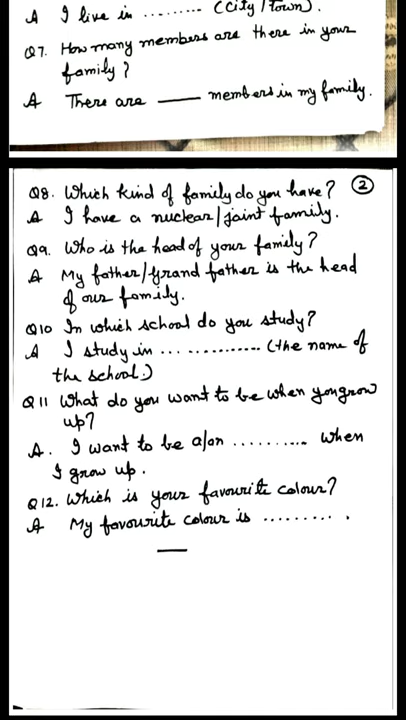 A I live in ......... (City/Town).
Q7. How many members are there in your
family?
A There are ____ members in my family.
Q8. Which kind of family do you have? ②
A I have a nuclear/joint family.
Q9. Who is the head of your family?
A My father/grand father is the head
of our family.
Q10 In which school do you study?
A I study in ............... (the name of
the school.)
Q11 What do you want to be when you grow
up?
A. I want to be a/an .......... when
I grow up.
Q12. Which is your favourite colour?
A My favourite colour is ......... .